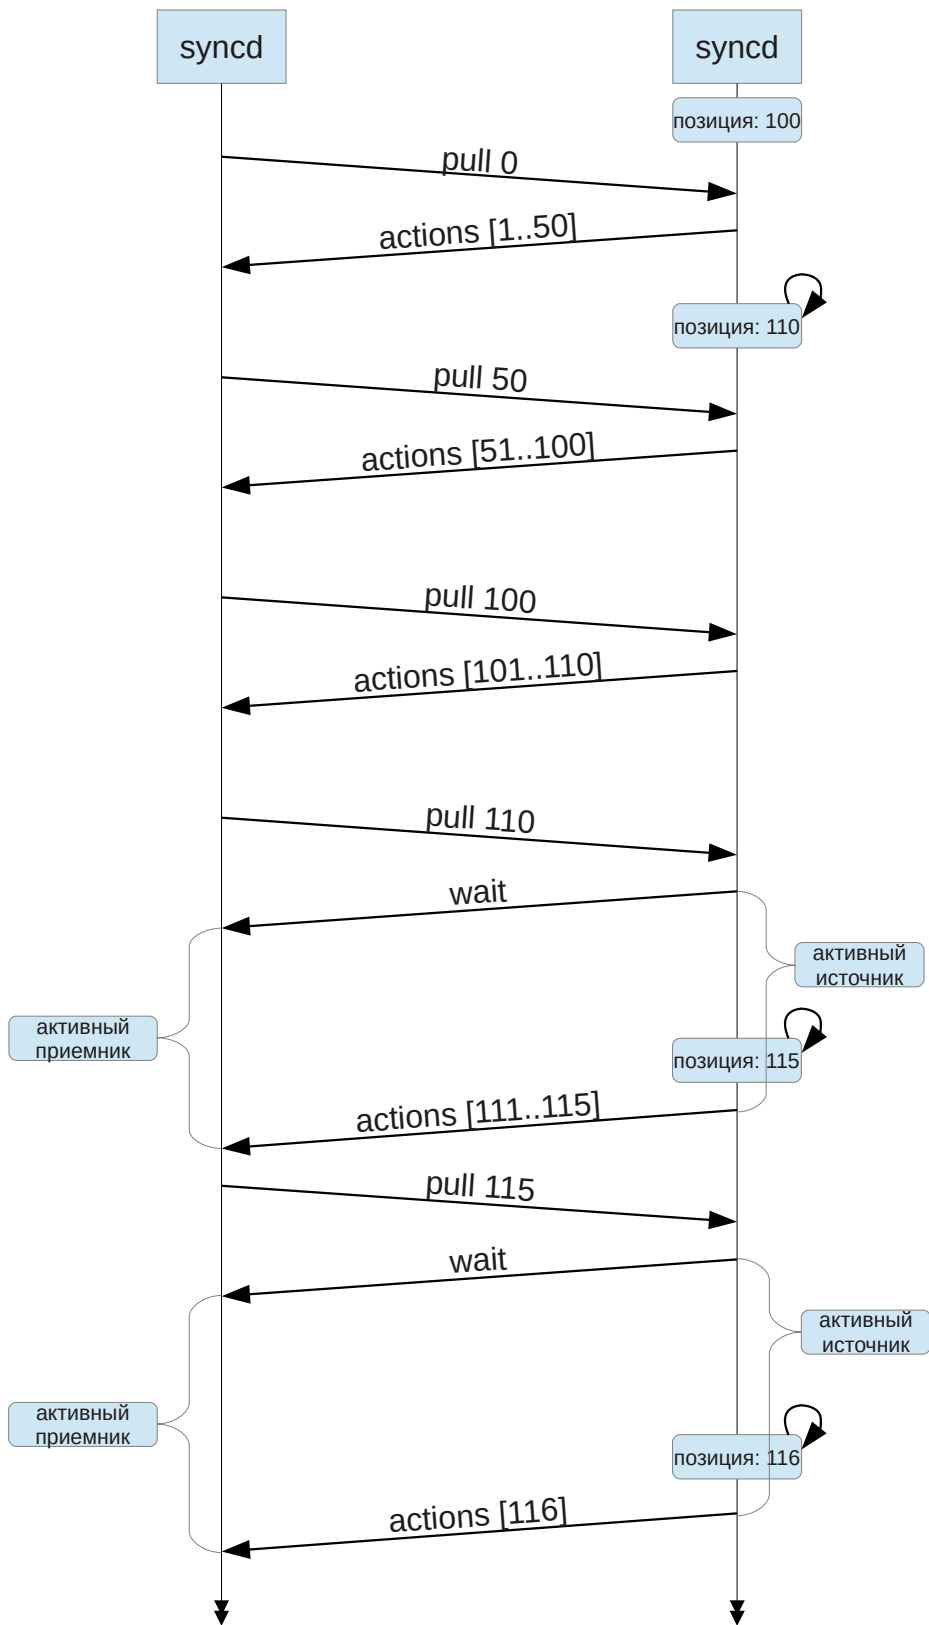 syncd
syncd
позиция: 100
pull 0
actions [1..50]
позиция: 110
pull 50
actions [51..100]
pull 100
actions [101..110]
pull 110
wait
активный
источник
активный
приемник
позиция: 115
actions [111..115]
pull 115
wait
активный
источник
активный
приемник
позиция: 116
actions [116]